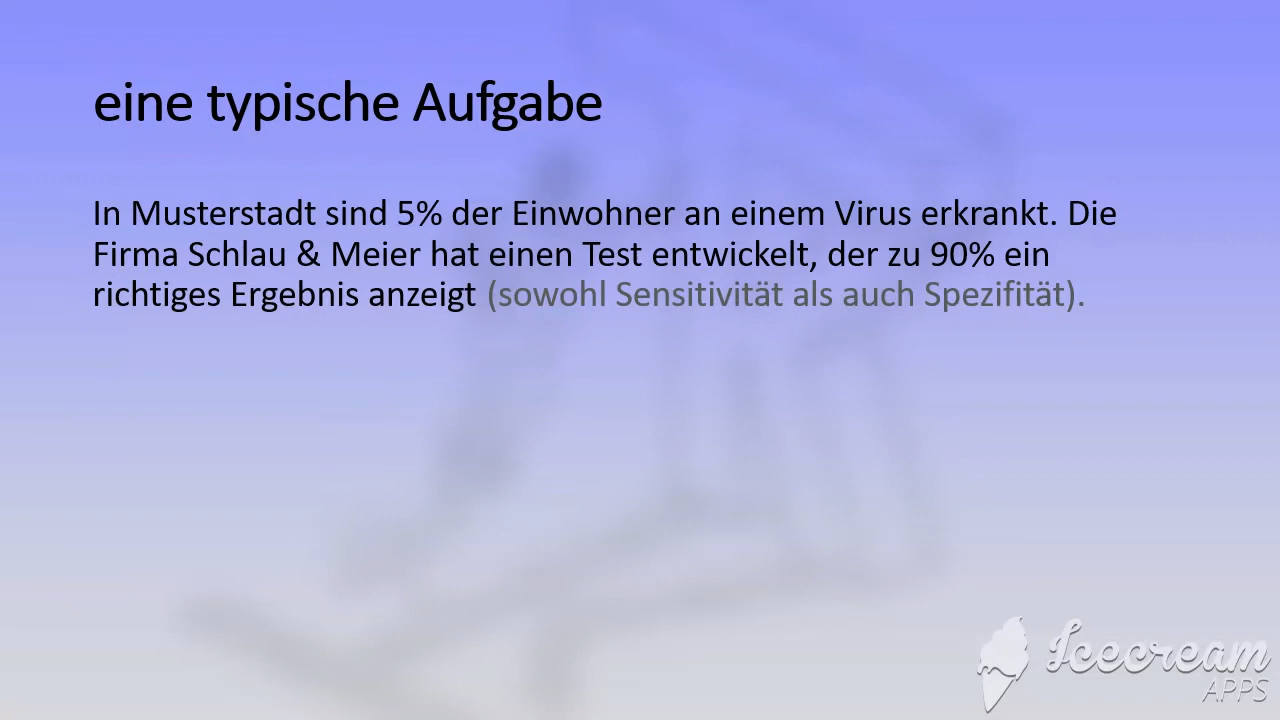 eine typische Aufgabe
In Musterstadt sind 5% der Einwohner an einem Virus erkrankt. Die
Firma Schlau & Meier hat einen Test entwickelt, der zu 90% ein
richtiges Ergebnis anzeigt (sowohl Sensitivität als auch Spezifität).
Icecream
APPS